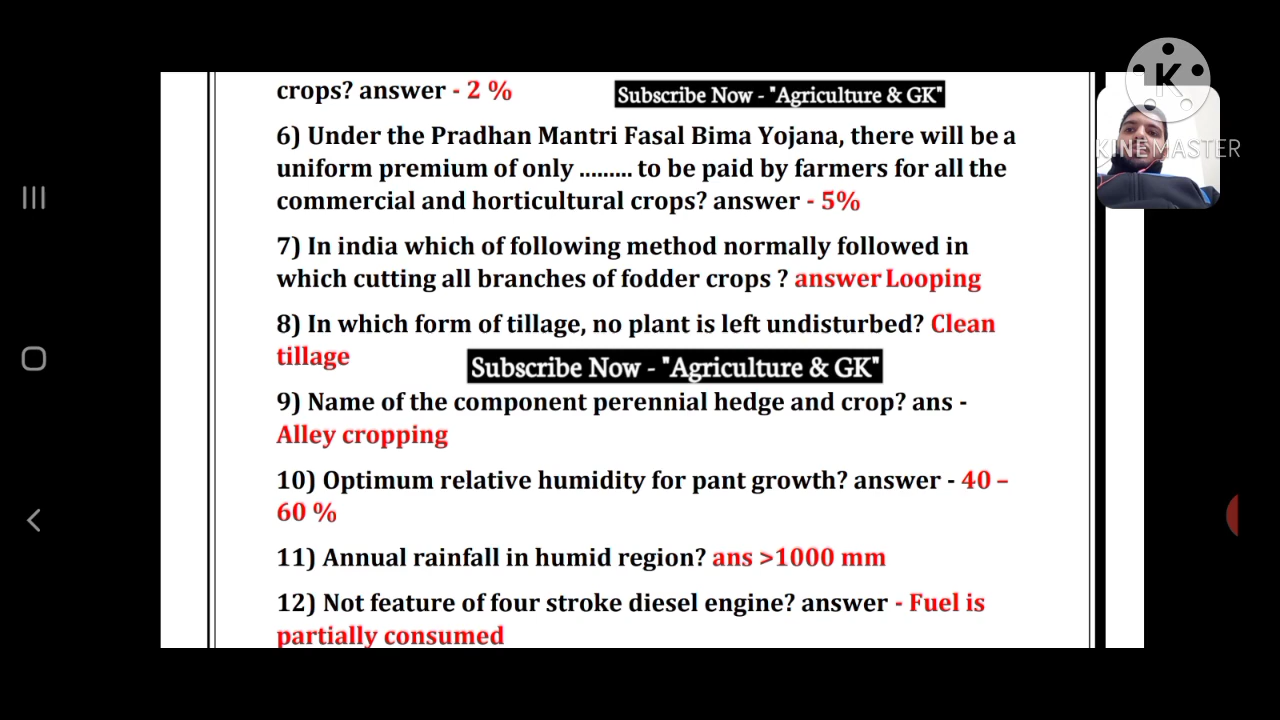 crops? answer - 2 %
Subscribe Now - "Agriculture & GK"
6) Under the Pradhan Mantri Fasal Bima Yojana, there will be a
uniform premium of only ......... to be paid by farmers for all the
commercial and horticultural crops? answer - 5%
7) In india which of following method normally followed in
which cutting all branches of fodder crops ? answer Looping
8) In which form of tillage, no plant is left undisturbed? Clean
tillage
Subscribe Now - "Agriculture & GK"
9) Name of the component perennial hedge and crop? ans -
Alley cropping
10) Optimum relative humidity for pant growth? answer - 40 –
60 %
11) Annual rainfall in humid region? ans >1000 mm
12) Not feature of four stroke diesel engine? answer - Fuel is
partially consumed
K
KINEMASTER